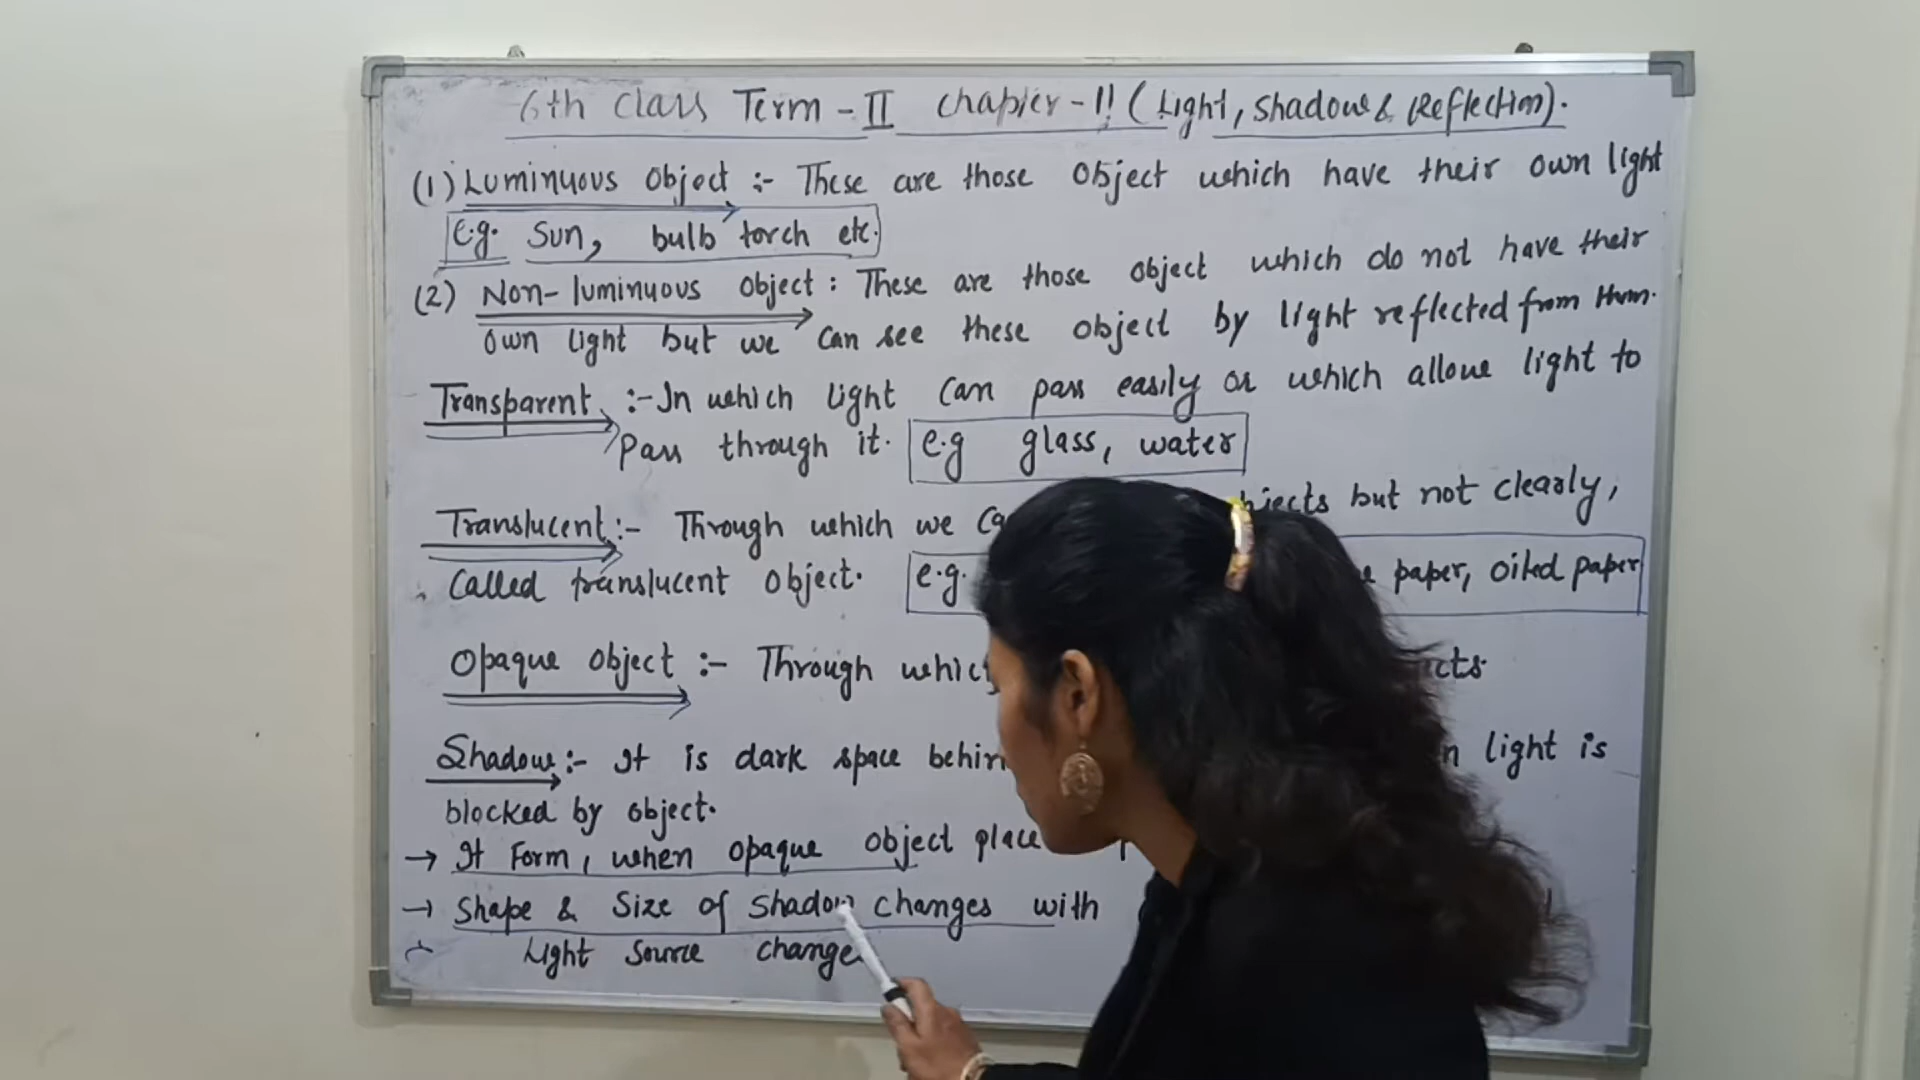 6th Class Term-II Chapter-11 (Light, Shadow & Reflection).
(1) Luminuous Object :- These are those Object which have their own light
e.g. Sun, bulb torch etc.
(2) Non-luminuous Object : These are those object which do not have their
own light but we can see these object by light reflected from them.
Transparent :- In which light can pass easily or which allow light to
Pass through it. e.g glass, water
Translucent :- Through which we but not clearly,
Called translucent object. e.g. paper, oiled paper
Opaque Object :- Through
Shadow :- It is dark space light is
blocked by object.
→ It Form, when opaque object
→ Shape & Size of Shadow changes with
Light Source change